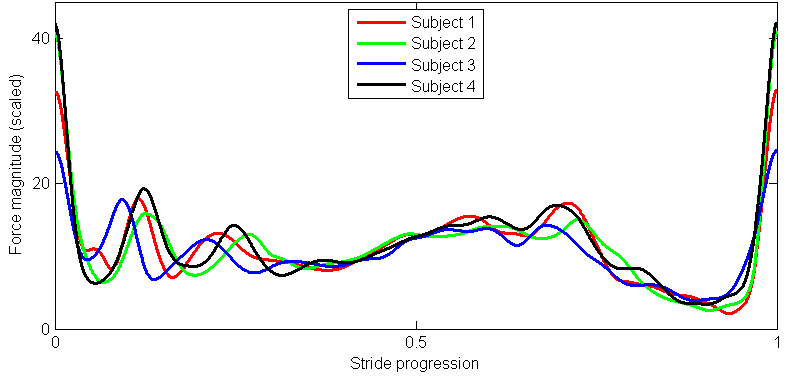 Subject 1
Subject 2
Subject 3
Subject 4
40
20
0
Force magnitude (scaled)
0 0.5 1
Stride progression